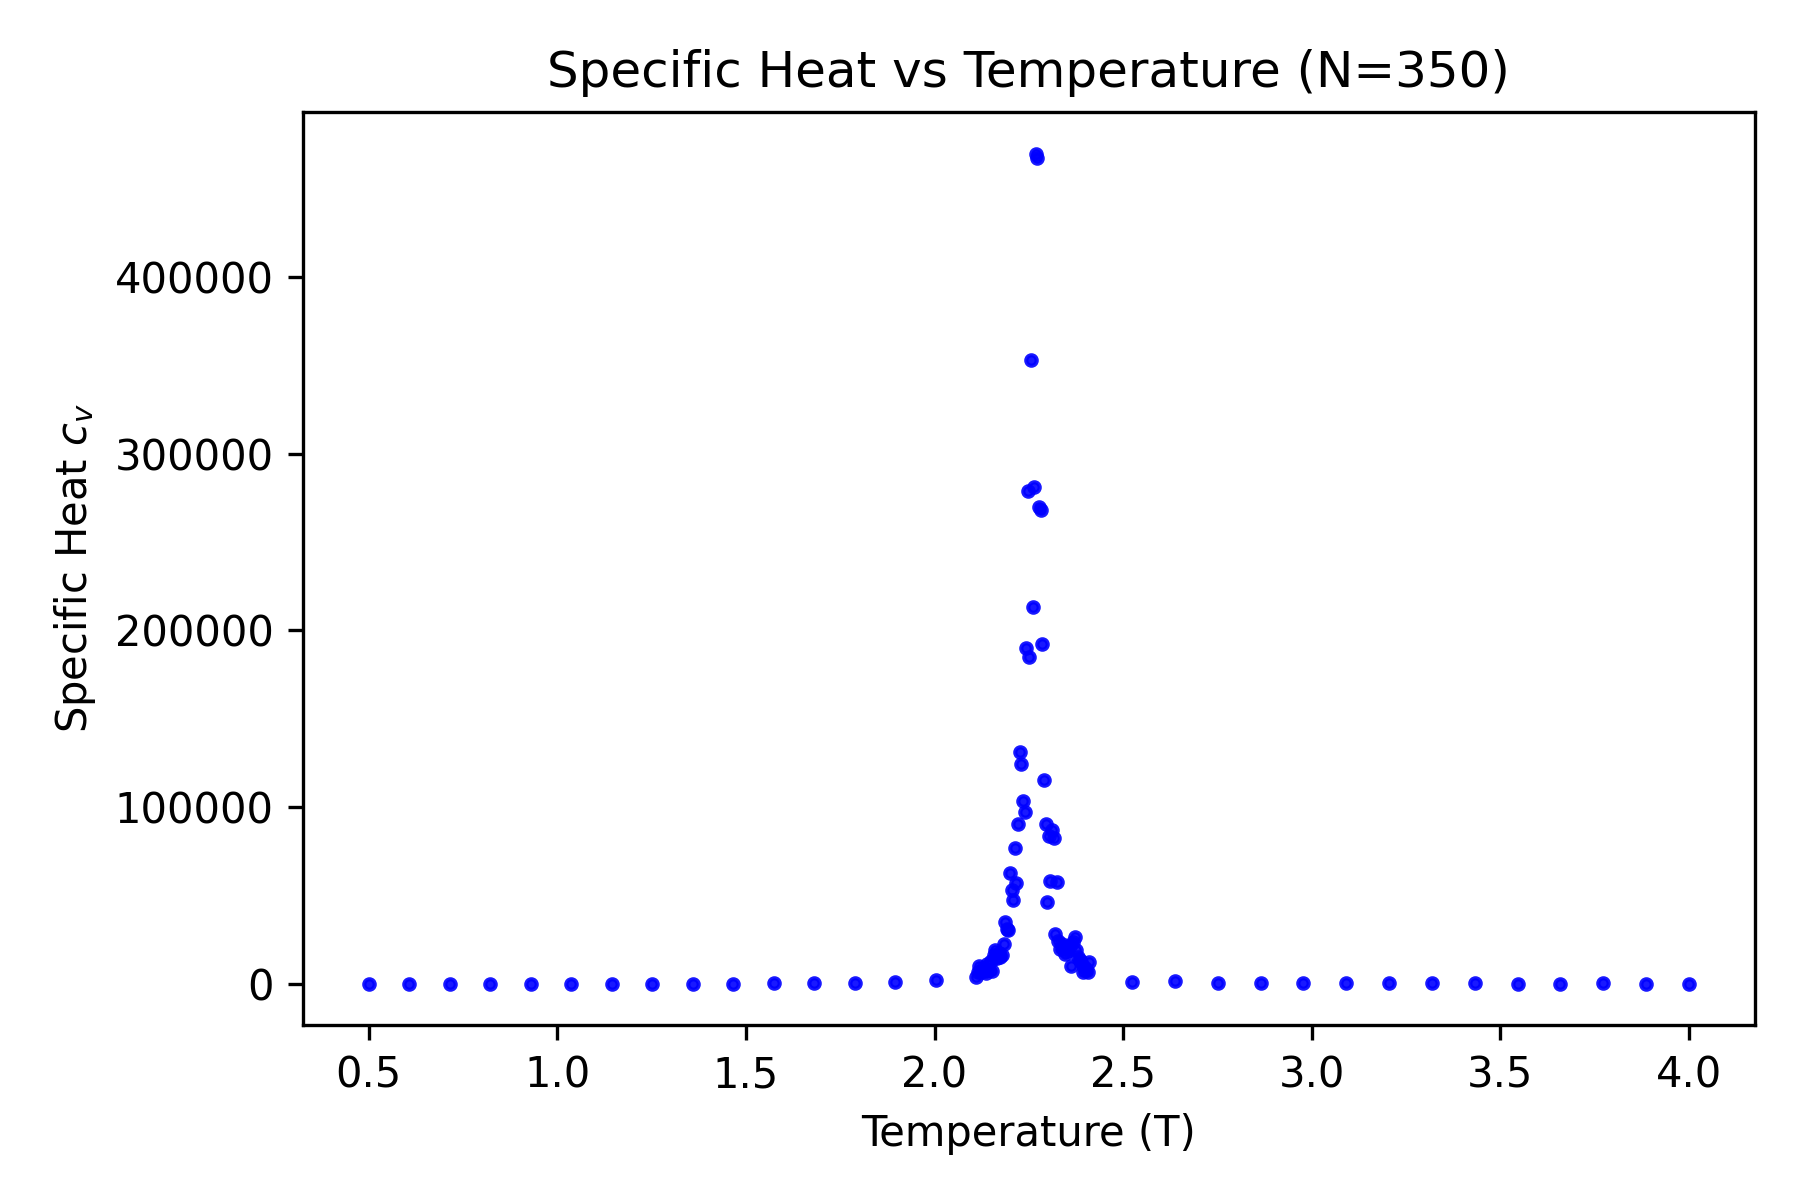 Specific Heat vs Temperature (N=350)
Specific Heat $c_v$
400000
300000
200000
100000
0
0.5 1.0 1.5 2.0 2.5 3.0 3.5 4.0
Temperature (T)